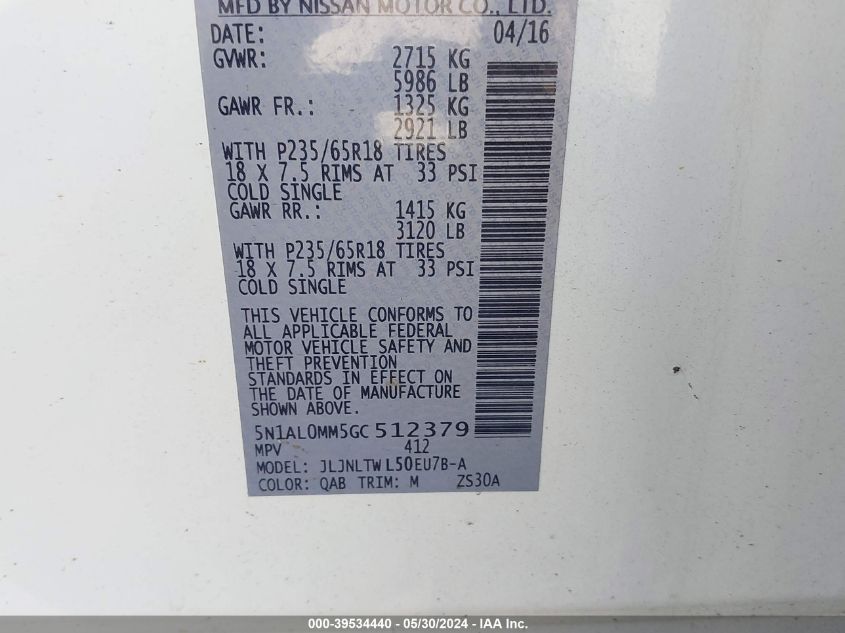 MFD BY NISSAN MOTOR CO., LTD.
DATE: 04/16
GVWR: 2715 KG
5986 LB
GAWR FR.: 1325 KG
2921 LB
WITH P235/65R18 TIRES
18 X 7.5 RIMS AT 33 PSI
COLD SINGLE
GAWR RR.: 1415 KG
3120 LB
WITH P235/65R18 TIRES
18 X 7.5 RIMS AT 33 PSI
COLD SINGLE
THIS VEHICLE CONFORMS TO
ALL APPLICABLE FEDERAL
MOTOR VEHICLE SAFETY AND
THEFT PREVENTION
STANDARDS IN EFFECT ON
THE DATE OF MANUFACTURE
SHOWN ABOVE.
5N1AL0MM5GC 512379
MPV 412
MODEL: JLJNLTW L50EU7B-A
COLOR: QAB TRIM: M ZS30A
000-39534440 - 05/30/2024 - IAA Inc.